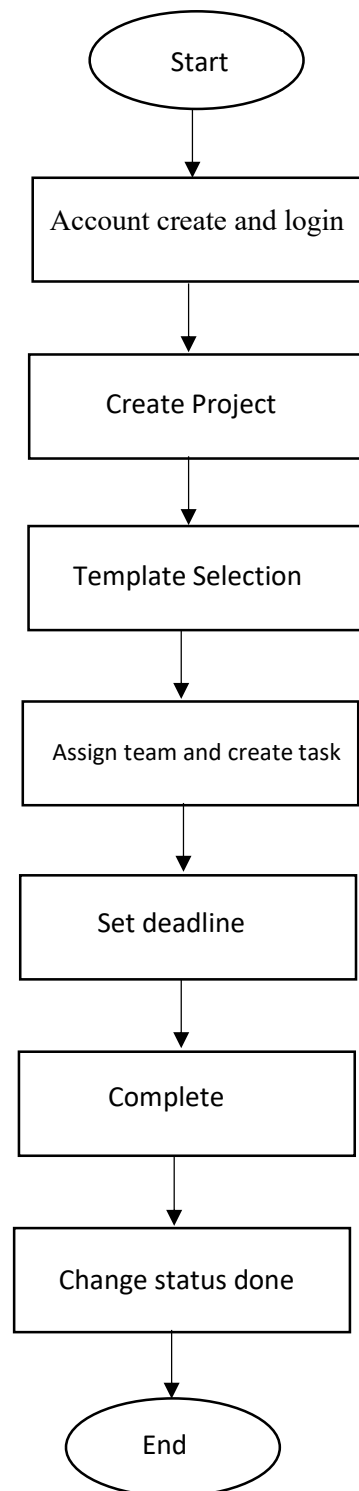 Start
Account create and login
Create Project
Template Selection
Assign team and create task
Set deadline
Complete
Change status done
End